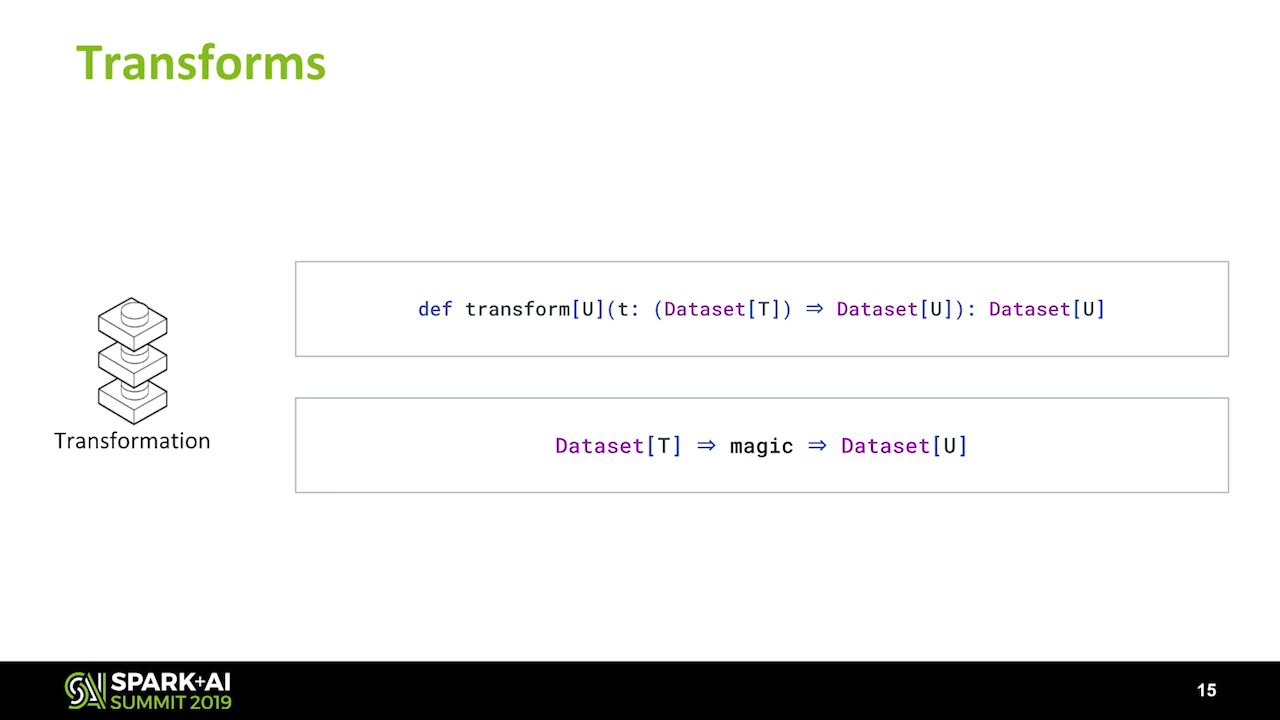 Transforms
def transform[U](t: (Dataset[T]) ⇒ Dataset[U]): Dataset[U]
Dataset[T] ⇒ magic ⇒ Dataset[U]
Transformation
SPARK+AI
SUMMIT 2019
15